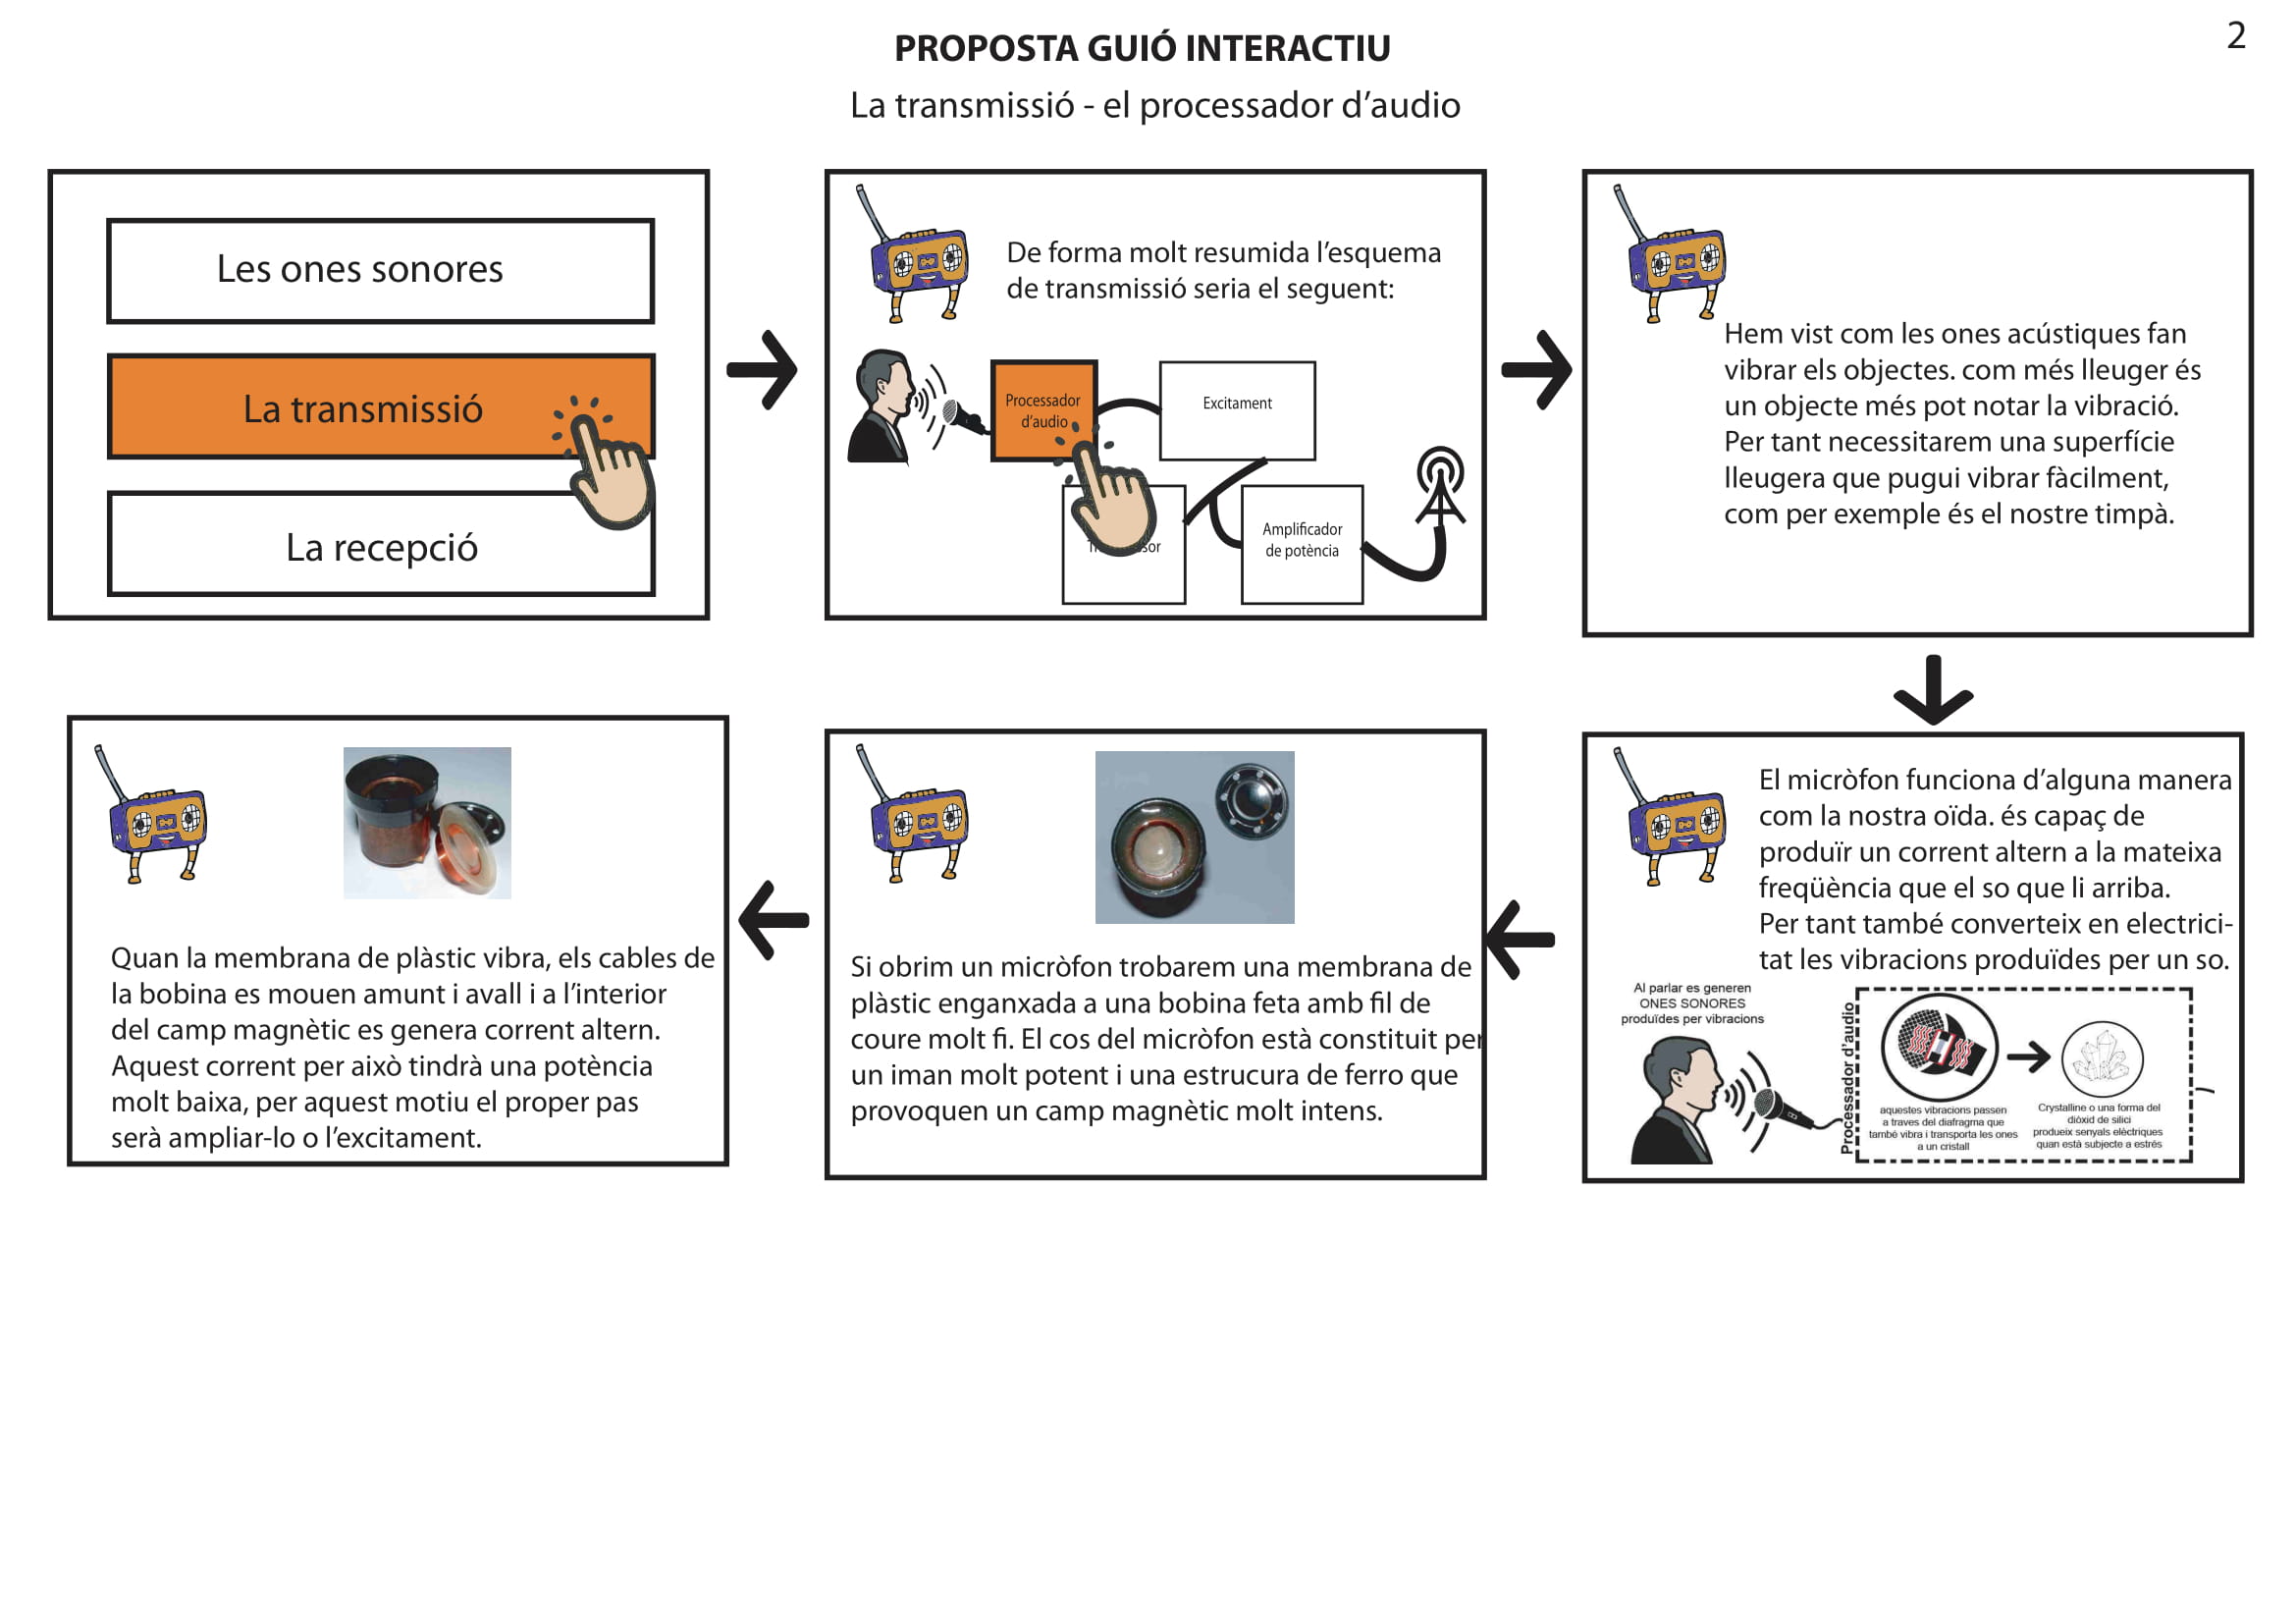 2
PROPOSTA GUIÓ INTERACTIU
La transmissió - el processador d’audio
Les ones sonores
La transmissió
La recepció
De forma molt resumida l’esquema
de transmissió seria el seguent:
Processador
d’audio
Excitament
Amplificador
de potència
Hem vist com les ones acústiques fan
vibrar els objectes. com més lleuger és
un objecte més pot notar la vibració.
Per tant necessitarem una superfície
lleugera que pugui vibrar fàcilment,
com per exemple és el nostre timpà.
El micròfon funciona d’alguna manera
com la nostra oïda. és capaç de
produïr un corrent altern a la mateixa
freqüència que el so que li arriba.
Per tant també converteix en electrici-
tat les vibracions produïdes per un so.
Al parlar es generen
ONES SONORES
produïdes per vibracions
Processador d’audio
aquestes vibracions passen
a traves del diafragma que
també vibra i transporta les ones
a un cristall
Crystalline o una forma del
diòxid de silici
produeix senyals elèctriques
quan està subjecte a estrés
Si obrim un micròfon trobarem una membrana de
plàstic enganxada a una bobina feta amb fil de
coure molt fi. El cos del micròfon està constituit per
un iman molt potent i una estrucura de ferro que
provoquen un camp magnètic molt intens.
Quan la membrana de plàstic vibra, els cables de
la bobina es mouen amunt i avall i a l’interior
del camp magnètic es genera corrent altern.
Aquest corrent per això tindrà una potència
molt baixa, per aquest motiu el proper pas
serà ampliar-lo o l’excitament.